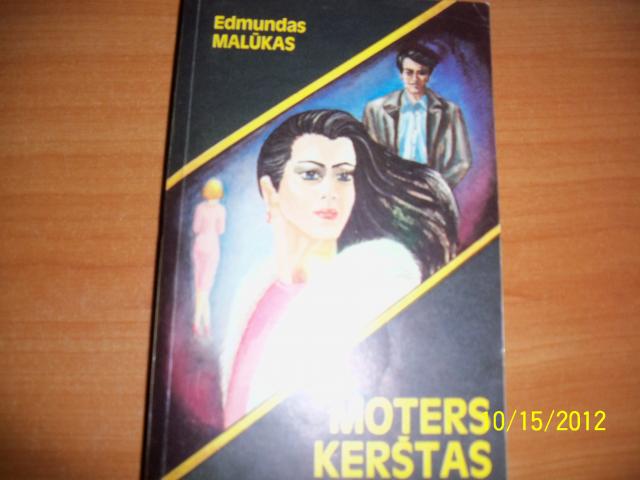 Edmundas
MALŪKAS
MOTERS
KERŠTAS
10/15/2012